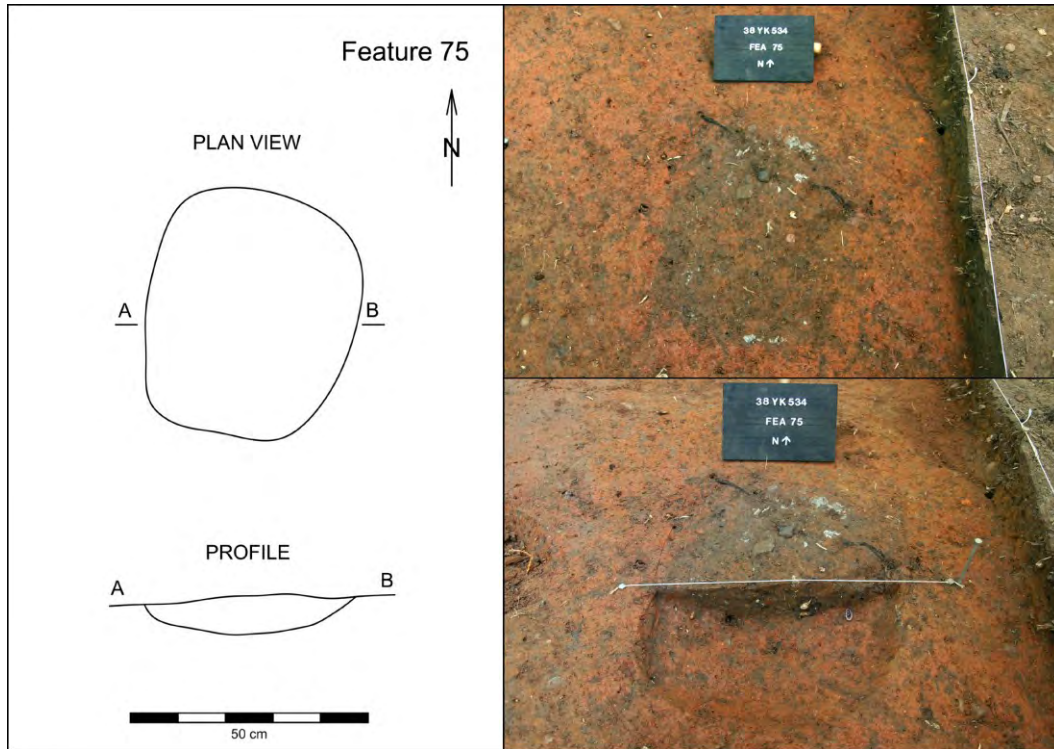 Feature 75
N
PLAN VIEW
A
B
PROFILE
A
B
50 cm
38 YK 534
FEA 75
N↑
38 YK 534
FEA 75
N↑